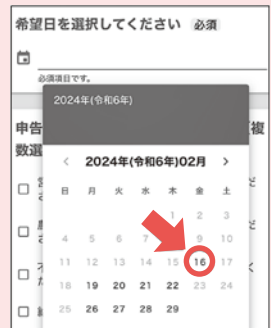 希望日を選択してください 必須
必須項目です。
2024年(令和6年)
申告
複
数選
< 2024年(令和6年)02月 >
日 月 火 水 木 金 土
1 2 3
4 5 6 7 9 10
11 12 13 14 15 16 17
18 19 20 21 22 23 24
25 26 27 28 29